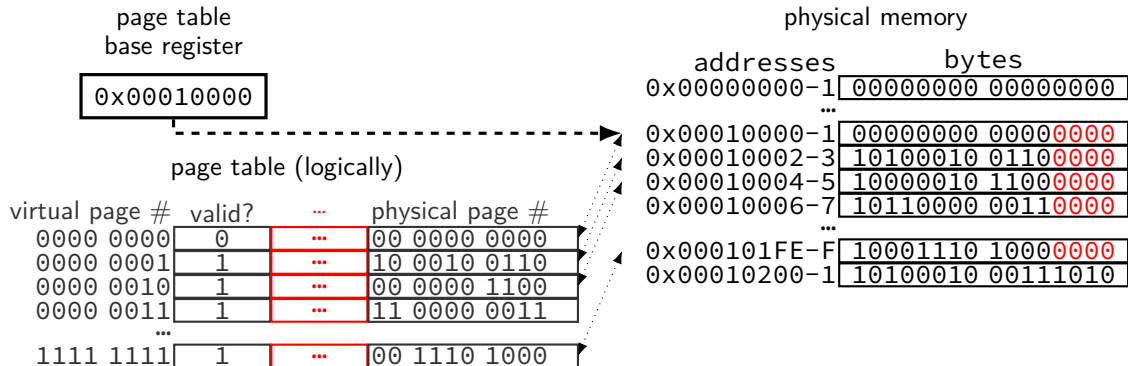 page table
base register
0x00010000
page table (logically)
virtual page # valid? ... physical page #
0000 0000 0 ... 00 0000 0000
0000 0001 1 ... 10 0010 0110
0000 0010 1 ... 00 0000 1100
0000 0011 1 ... 11 0000 0011
...
1111 1111 1 ... 00 1110 1000
physical memory
addresses bytes
0x00000000-1 00000000 00000000
...
0x00010000-1 00000000 00000000
0x00010002-3 10100010 01100000
0x00010004-5 10000010 11000000
0x00010006-7 10110000 00110000
...
0x000101FE-F 10001110 10000000
0x00010200-1 10100010 00111010